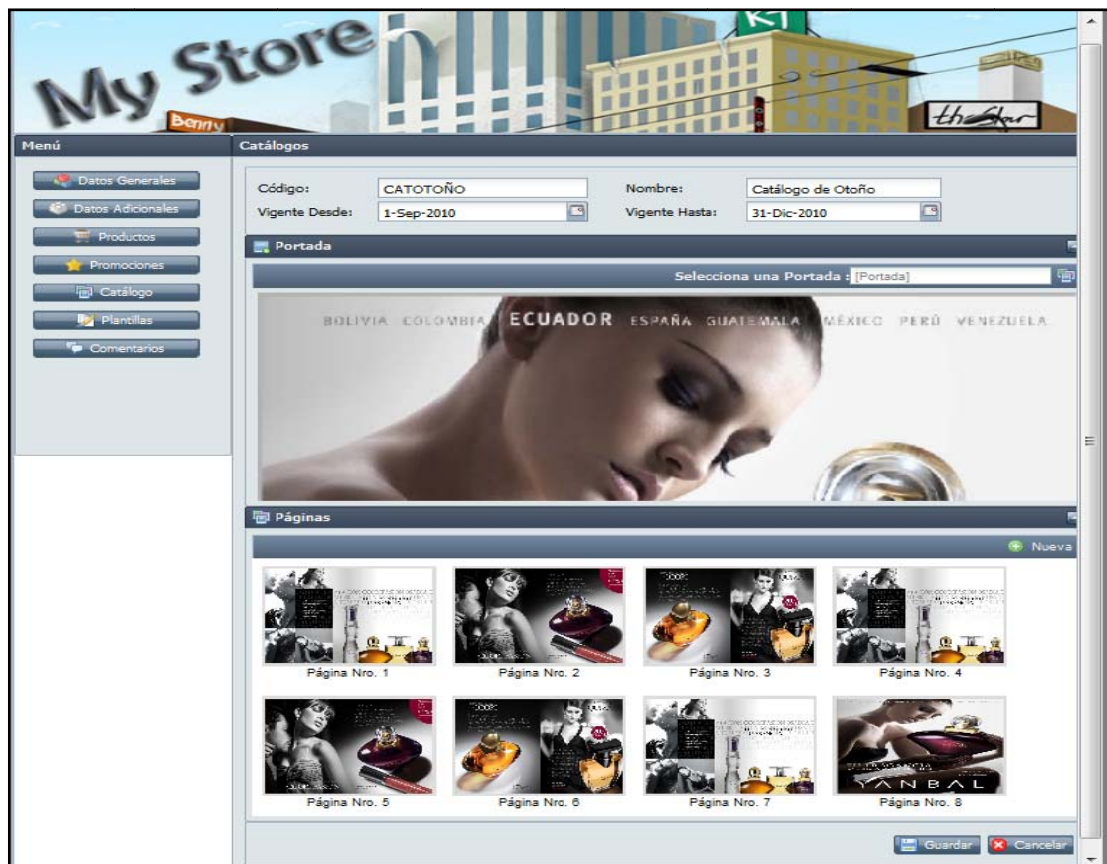 My Store
KJ
Benny
the Star
Menú
Catálogos
Datos Generales
Datos Adicionales
Productos
Promociones
Catálogo
Plantillas
Comentarios
Código: CATOTOÑO Nombre: Catálogo de Otoño
Vigente Desde: 1-Sep-2010 Vigente Hasta: 31-Dic-2010
Portada
Selecciona una Portada : [Portada]
BOLIVIA COLOMBIA ECUADOR ESPAÑA GUATEMALA MÉXICO PERÚ VENEZUELA
Páginas
Nueva
Página Nro. 1 Página Nro. 2 Página Nro. 3 Página Nro. 4
YANBAL
Página Nro. 5 Página Nro. 6 Página Nro. 7 Página Nro. 8
Guardar Cancelar